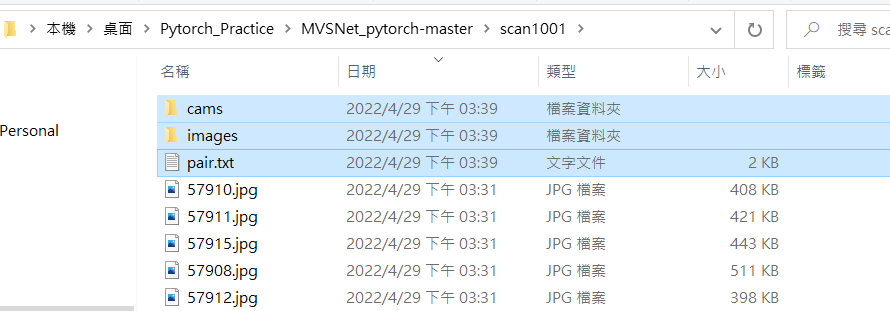 本機 > 桌面 > Pytorch_Practice > MVSNet_pytorch-master > scan1001 > 搜尋 sca
名稱 日期 類型 大小 標籤
cams 2022/4/29 下午 03:39 檔案資料夾
Personal
images 2022/4/29 下午 03:39 檔案資料夾
pair.txt 2022/4/29 下午 03:39 文字文件 2 KB
57910.jpg 2022/4/29 下午 03:31 JPG 檔案 408 KB
57911.jpg 2022/4/29 下午 03:31 JPG 檔案 421 KB
57915.jpg 2022/4/29 下午 03:31 JPG 檔案 443 KB
57908.jpg 2022/4/29 下午 03:31 JPG 檔案 511 KB
57912.jpg 2022/4/29 下午 03:31 JPG 檔案 398 KB